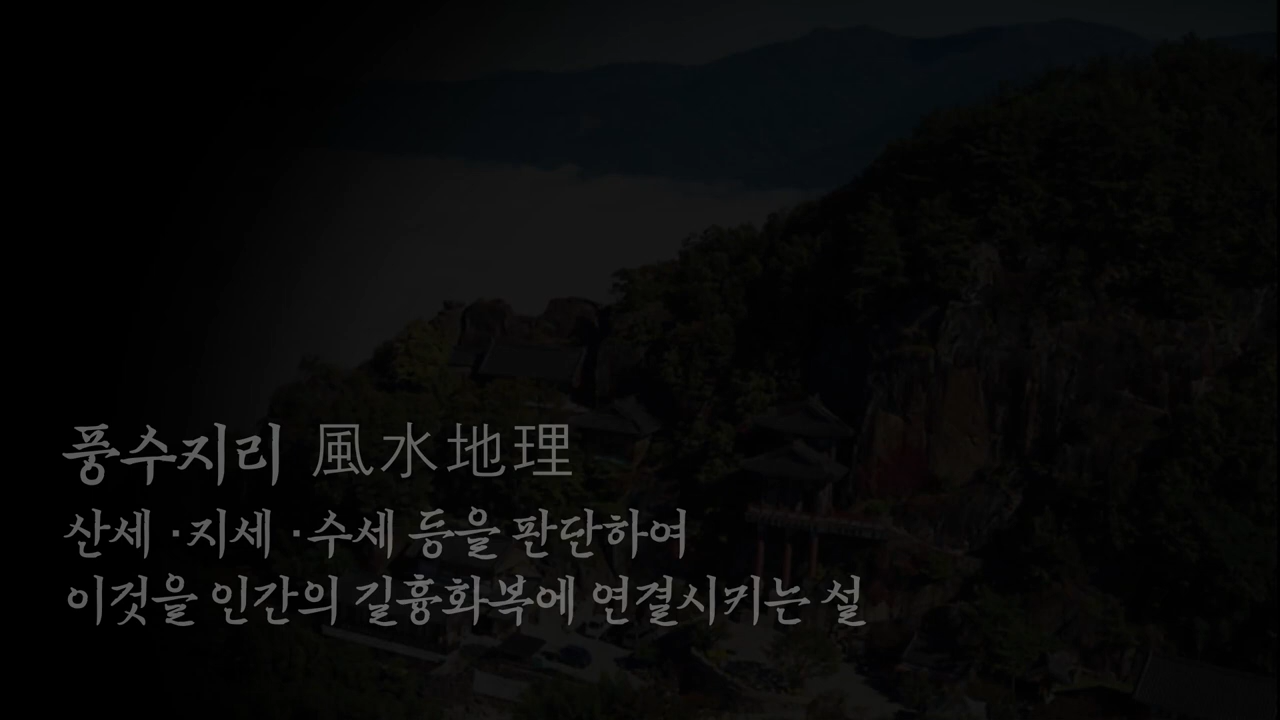 풍수지리 風水地理
산세 ·지세 ·수세 등을 판단하여
이것을 인간의 길흉화복에 연결시키는 설